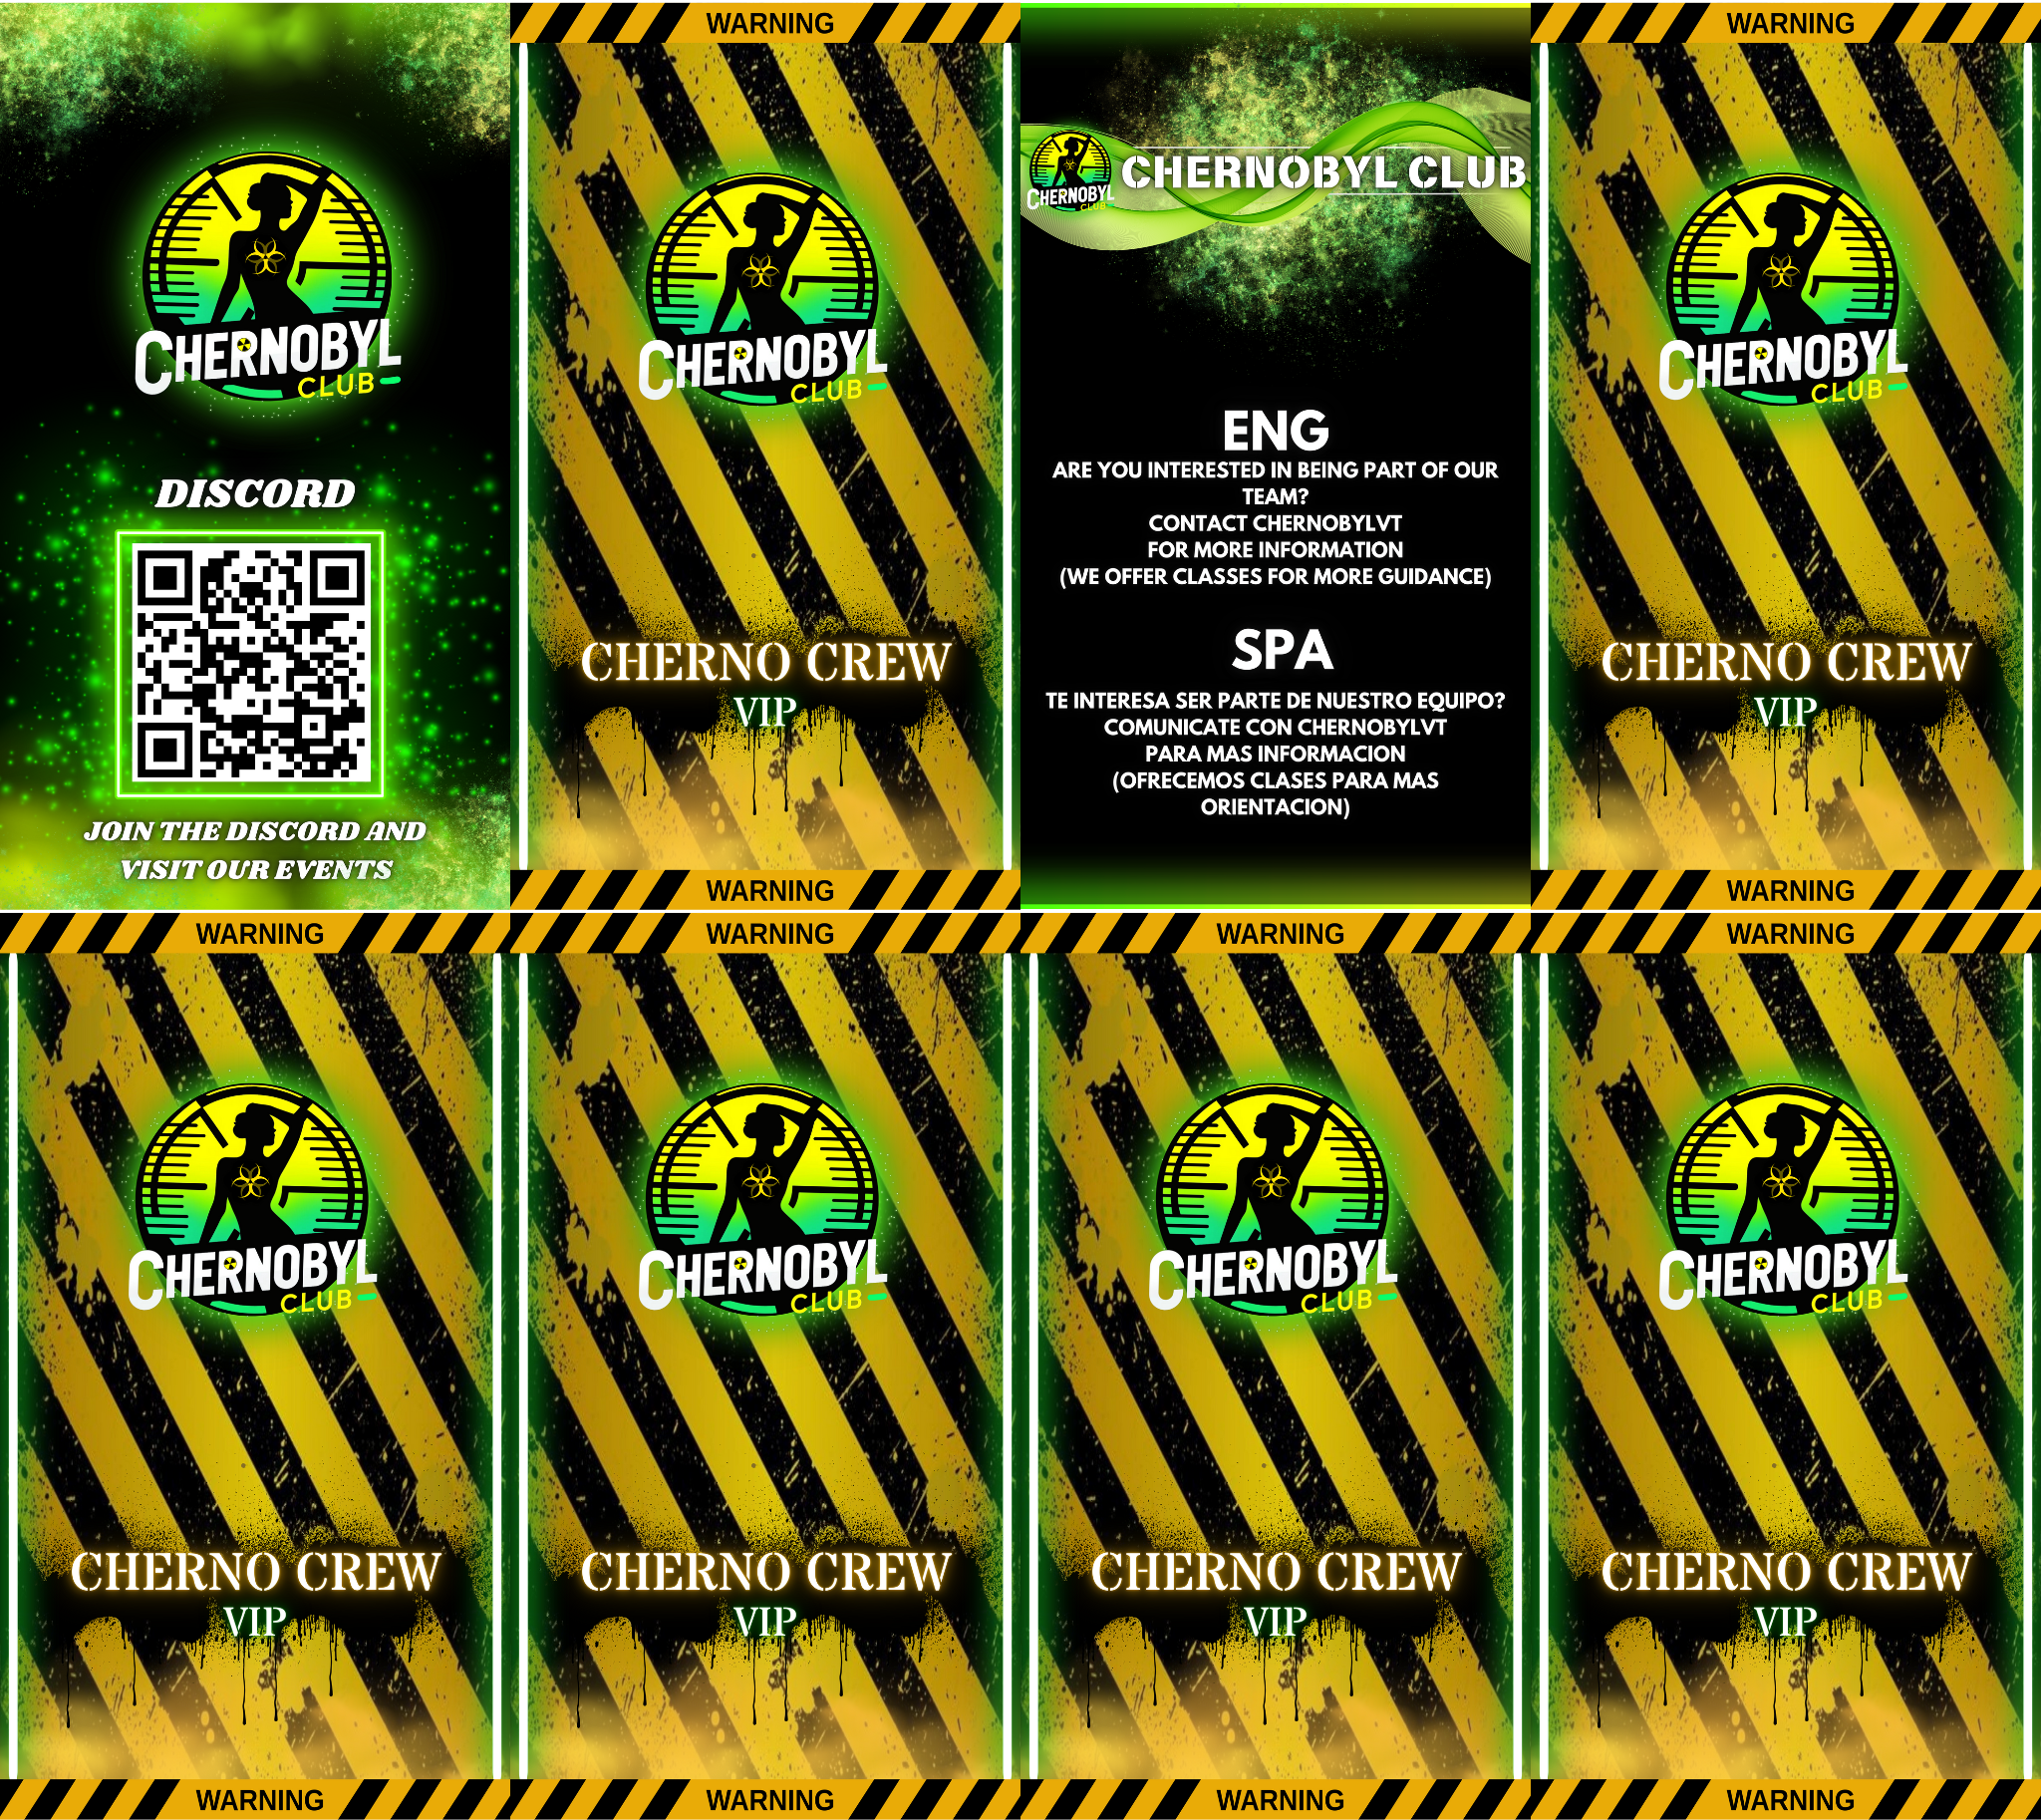 CHERNOBYL
CLUB
DISCORD
JOIN THE DISCORD AND
VISIT OUR EVENTS
WARNING
CHERNOBYL
CLUB
CHERNO CREW
VIP
WARNING
CHERNOBYL
CLUB
CHERNOBYL CLUB
ENG
ARE YOU INTERESTED IN BEING PART OF OUR
TEAM?
CONTACT CHERNOBYLVT
FOR MORE INFORMATION
(WE OFFER CLASSES FOR MORE GUIDANCE)
SPA
TE INTERESA SER PARTE DE NUESTRO EQUIPO?
COMUNICATE CON CHERNOBYLVT
PARA MAS INFORMACION
(OFRECEMOS CLASES PARA MAS
ORIENTACION)
WARNING
CHERNOBYL
CLUB
CHERNO CREW
VIP
WARNING
WARNING
CHERNOBYL
CLUB
CHERNO CREW
VIP
WARNING
WARNING
CHERNOBYL
CLUB
CHERNO CREW
VIP
WARNING
WARNING
CHERNOBYL
CLUB
CHERNO CREW
VIP
WARNING
WARNING
CHERNOBYL
CLUB
CHERNO CREW
VIP
WARNING